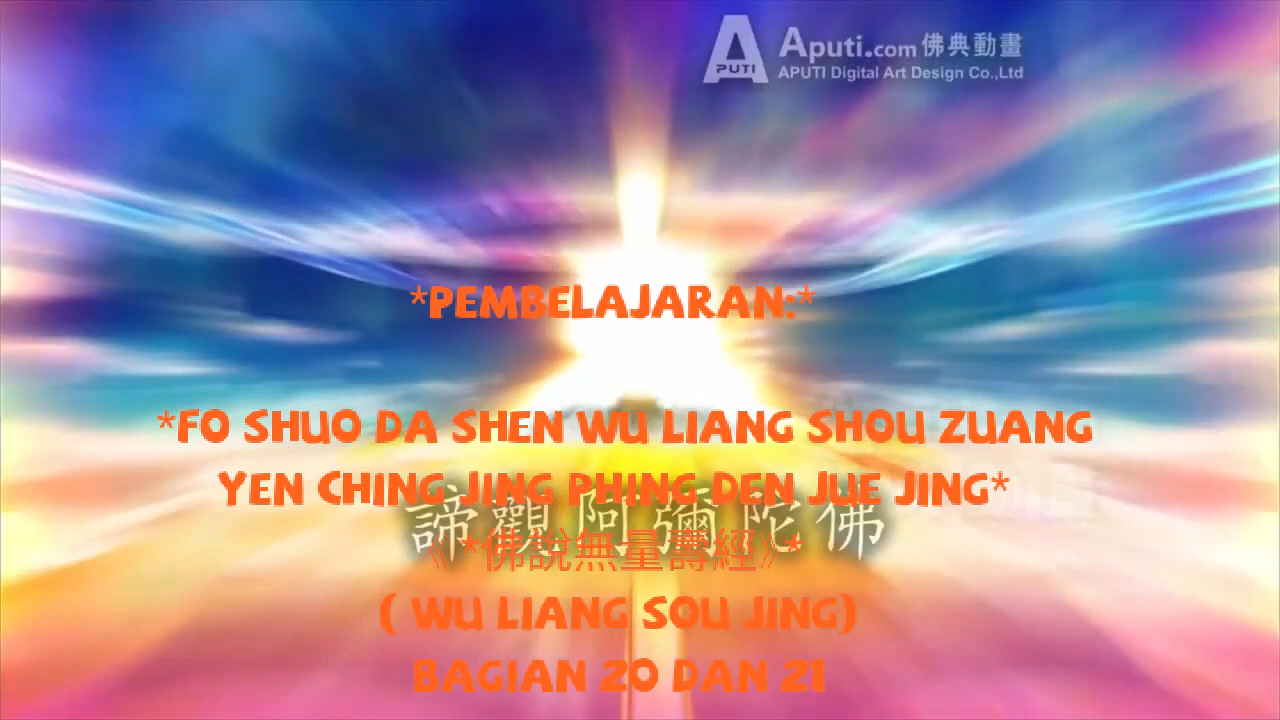 APUTI
Aputi.com 佛典動畫
APUTI Digital Art Design Co.,Ltd
*PEMBELAJARAN:*
*FO SHUO DA SHEN WU LIANG SHOU ZUANG
YEN CHING JING PHING DEN JUE JING*
諦觀阿彌陀佛
《*佛說無量壽經》*
( WU LIANG SOU JING)
BAGIAN 20 DAN 21